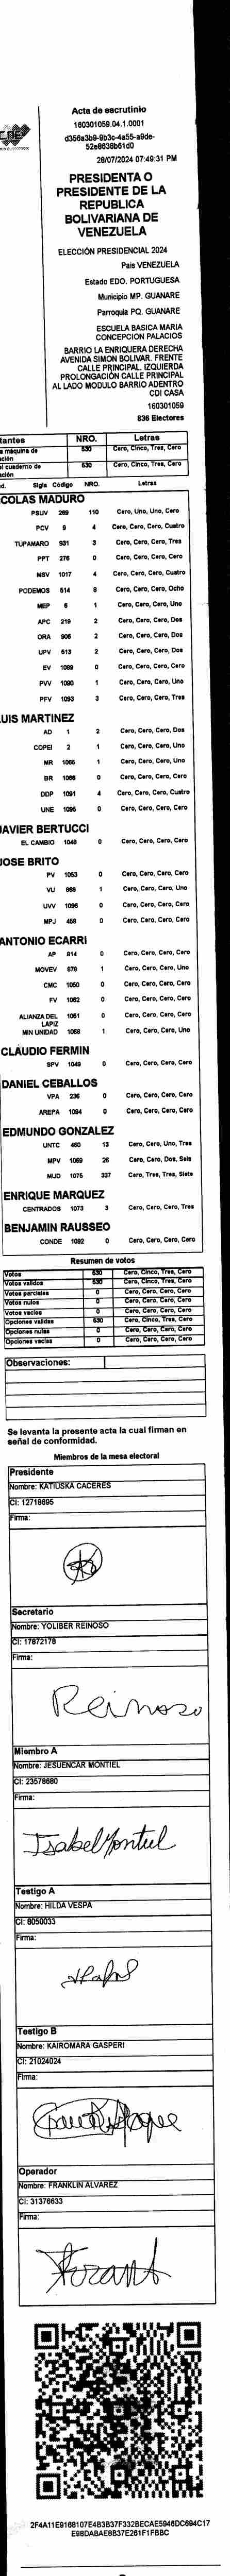 Acta de escrutinio
160301059.04.1.0001
d356a3b9-9b3c-4a55-a9de-
52e8638b61d0
28/07/2024 07:49:31 PM
PRESIDENTA O
PRESIDENTE DE LA
REPUBLICA
BOLIVARIANA DE
VENEZUELA
ELECCIÓN PRESIDENCIAL 2024
Pais VENEZUELA
Estado EDO. PORTUGUESA
Municipio MP. GUANARE
Parroquia PQ. GUANARE
ESCUELA BASICA MARIA
CONCEPCION PALACIOS
BARRIO LA ENRIQUERA DERECHA
AVENIDA SIMON BOLIVAR. FRENTE
CALLE PRINCIPAL. IZQUIERDA
PROLONGACIÓN CALLE PRINCIPAL
AL LADO MODULO BARRIO ADENTRO
CDI CASA
160301059
836 Electores
tantes NRO. Letras
a máquina de
ción 530 Cero, Cinco, Tres, Cero
el cuaderno de
ación 530 Cero, Cinco, Tres, Cero
d. Sigla Código NRO. Letras
COLAS MADURO
PSUV 269 110 Cero, Uno, Uno, Cero
PCV 9 4 Cero, Cero, Cero, Cuatro
TUPAMARO 931 3 Cero, Cero, Cero, Tres
PPT 276 0 Cero, Cero, Cero, Cero
MSV 1017 4 Cero, Cero, Cero, Cuatro
PODEMOS 514 8 Cero, Cero, Cero, Ocho
MEP 6 1 Cero, Cero, Cero, Uno
APC 219 2 Cero, Cero, Cero, Dos
ORA 906 2 Cero, Cero, Cero, Dos
UPV 613 2 Cero, Cero, Cero, Dos
EV 1089 0 Cero, Cero, Cero, Cero
PVV 1090 1 Cero, Cero, Cero, Uno
PFV 1093 3 Cero, Cero, Cero, Tres
UIS MARTINEZ
AD 1 2 Cero, Cero, Cero, Dos
COPEI 2 1 Cero, Cero, Cero, Uno
MR 1066 1 Cero, Cero, Cero, Uno
BR 1088 0 Cero, Cero, Cero, Cero
DDP 1091 4 Cero, Cero, Cero, Cuatro
UNE 1095 0 Cero, Cero, Cero, Cero
AVIER BERTUCCI
EL CAMBIO 1048 0 Cero, Cero, Cero, Cero
JOSE BRITO
PV 1053 0 Cero, Cero, Cero, Cero
VU 868 1 Cero, Cero, Cero, Uno
UVV 1096 0 Cero, Cero, Cero, Cero
MPJ 458 0 Cero, Cero, Cero, Cero
ANTONIO ECARRI
AP 814 0 Cero, Cero, Cero, Cero
MOVEV 879 1 Cero, Cero, Cero, Uno
CMC 1050 0 Cero, Cero, Cero, Cero
FV 1062 0 Cero, Cero, Cero, Cero
ALIANZA DEL
LAPIZ 1051 0 Cero, Cero, Cero, Cero
MIN UNIDAD 1068 1 Cero, Cero, Cero, Uno
CLAUDIO FERMIN
SPV 1049 0 Cero, Cero, Cero, Cero
DANIEL CEBALLOS
VPA 236 0 Cero, Cero, Cero, Cero
AREPA 1094 0 Cero, Cero, Cero, Cero
EDMUNDO GONZALEZ
UNTC 460 13 Cero, Cero, Uno, Tres
MPV 1069 26 Cero, Cero, Dos, Seis
MUD 1075 337 Cero, Tres, Tres, Siete
ENRIQUE MARQUEZ
CENTRADOS 1073 3 Cero, Cero, Cero, Tres
BENJAMIN RAUSSEO
CONDE 1092 0 Cero, Cero, Cero, Cero
Resumen de votos
Votos 530 Cero, Cinco, Tres, Cero
Votos validos 530 Cero, Cinco, Tres, Cero
Votos parciales 0 Cero, Cero, Cero, Cero
Votos nulos 0 Cero, Cero, Cero, Cero
Votos vacios 0 Cero, Cero, Cero, Cero
Opciones validas 530 Cero, Cinco, Tres, Cero
Opciones nulas 0 Cero, Cero, Cero, Cero
Opciones vacias 0 Cero, Cero, Cero, Cero
Observaciones:
Se levanta la presente acta la cual firman en
señal de conformidad.
Miembros de la mesa electoral
Presidente
Nombre: KATIUSKA CACERES
CI: 12718695
Firma:
Secretario
Nombre: YOLIBER REINOSO
CI: 17872178
Firma:
Reinoso
Miembro A
Nombre: JESUENCAR MONTIEL
CI: 23578680
Firma:
Isabel Montiel
Testigo A
Nombre: HILDA VESPA
CI: 8050033
Firma:
Testigo B
Nombre: KAIROMARA GASPERI
CI: 21024024
Firma:
Operador
Nombre: FRANKLIN ALVAREZ
CI: 31376633
Firma:
2F4A11E9168107E4B3B37F332BECAE5946DC694C17
E98DABAE8B37E261F1FBBC